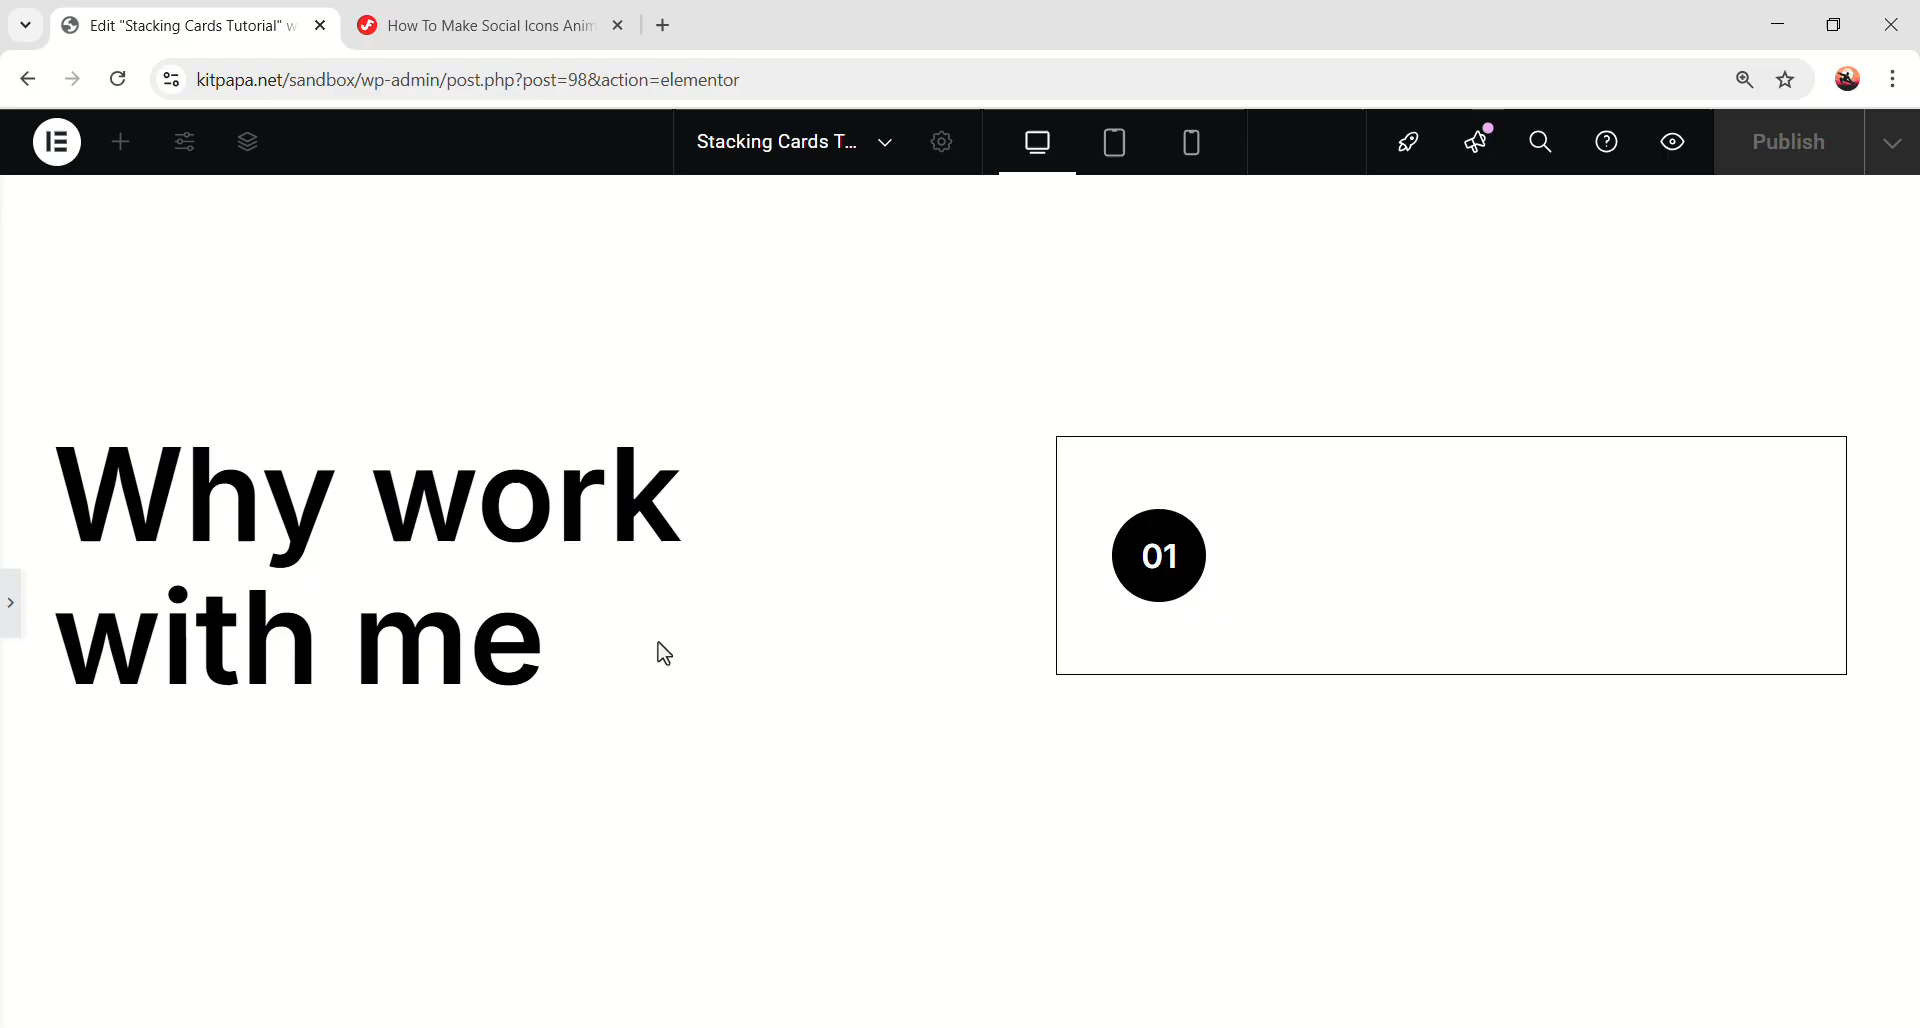 Edit "Stacking Cards Tutorial" w
How To Make Social Icons Anim
kitpapa.net/sandbox/wp-admin/post.php?post=98&action=elementor
Stacking Cards T...
Publish
Why work
with me
01